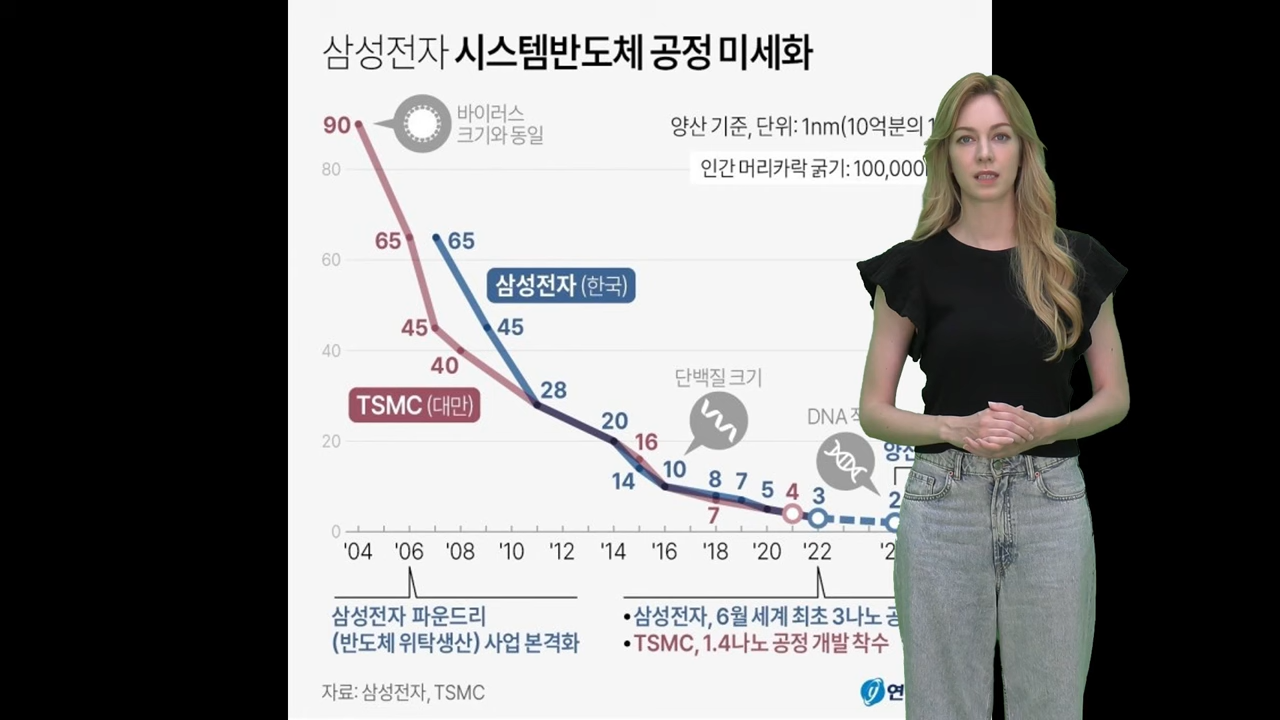 삼성전자 시스템반도체 공정 미세화
90
바이러스
크기와 동일
양산 기준, 단위: 1nm(10억분의
인간 머리카락 굵기: 100,000
80
65
65
60
삼성전자 (한국)
45
45
40
40
28
단백질 크기
TSMC (대만)
20
20
16
14
10
DNA
8
7
7
5
4
3
2
0
'04
'06
'08
'10
'12
'14
'16
'18
'20
'22
삼성전자 파운드리
(반도체 위탁생산) 사업 본격화
•삼성전자, 6월 세계 최초 3나노
•TSMC, 1.4나노 공정 개발 착수
자료: 삼성전자, TSMC